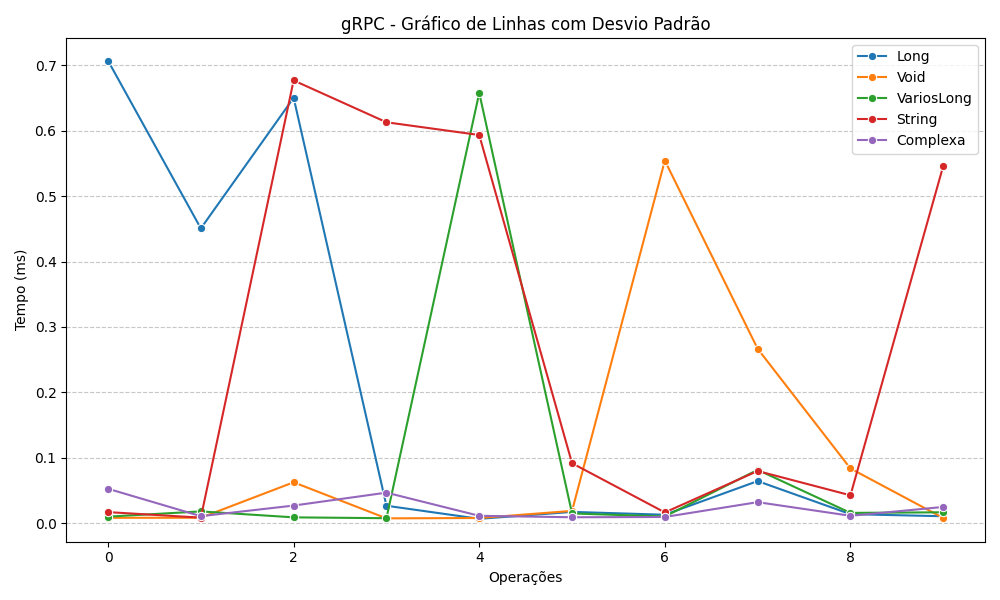 gRPC - Gráfico de Linhas com Desvio Padrão
Long
Void
VariosLong
String
Complexa
Tempo (ms)
0.7
0.6
0.5
0.4
0.3
0.2
0.1
0.0
0 2 4 6 8
Operações